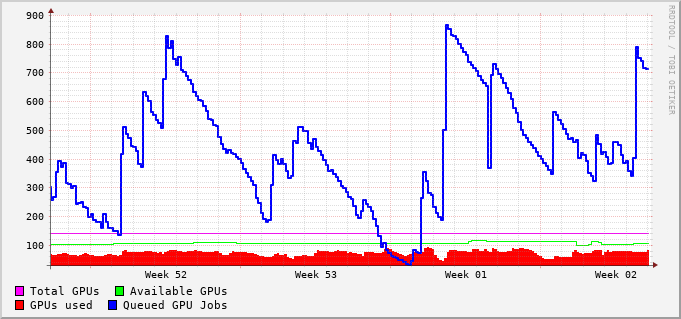 900
800
700
600
500
400
300
200
100
Week 52 Week 53 Week 01 Week 02
Total GPUs Available GPUs
GPUs used Queued GPU Jobs
RRDTOOL / TOBI OETIKER